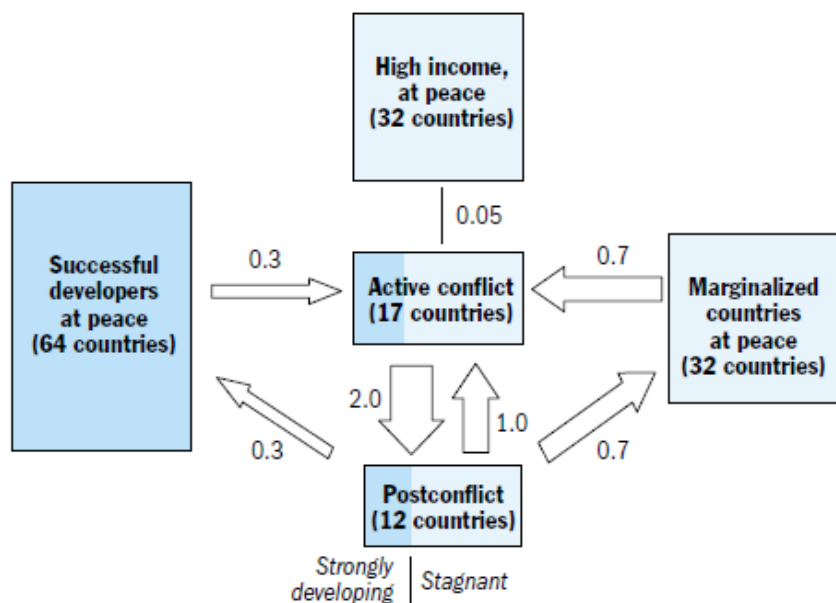 High income,
at peace
(32 countries)
0.05
Successful
developers
at peace
(64 countries)
0.3
Active conflict
(17 countries)
0.7
Marginalized
countries
at peace
(32 countries)
2.0
1.0
0.3
0.7
Postconflict
(12 countries)
Strongly
developing
Stagnant